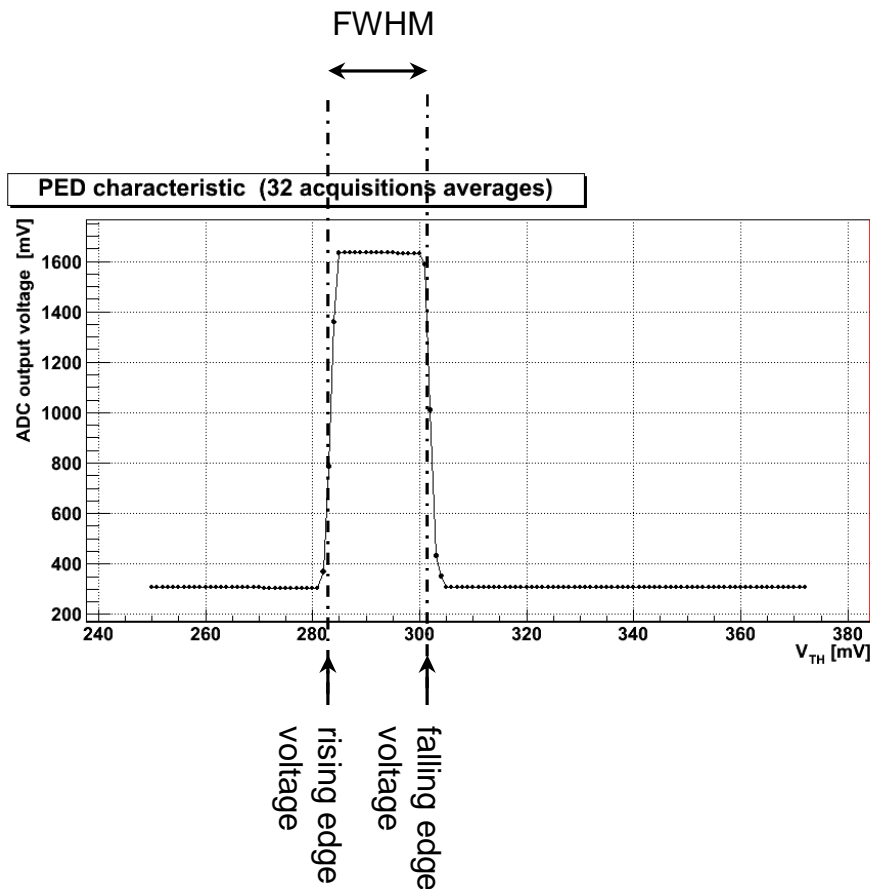 FWHM
PED characteristic (32 acquisitions averages)
ADC output voltage [mV]
1600
1400
1200
1000
800
600
400
200
240
260
280
300
320
340
360
380
V_TH [mV]
rising edge
voltage
falling edge
voltage